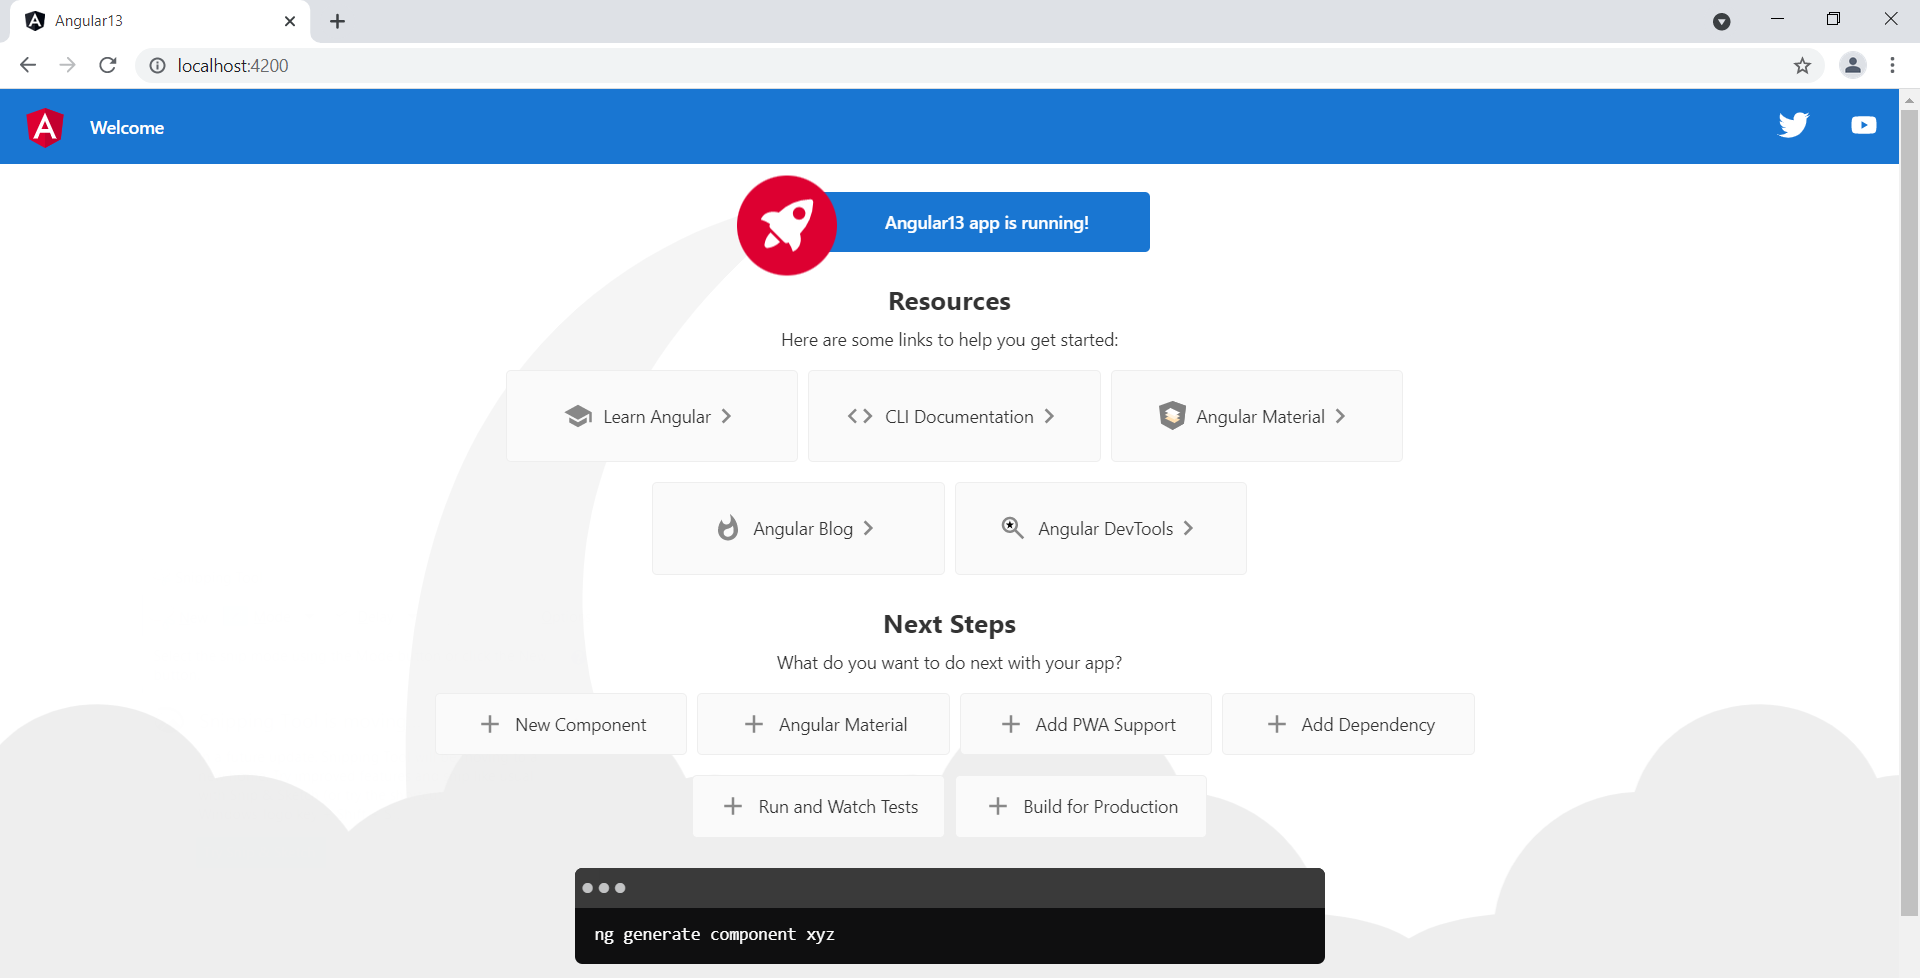 Angular13
localhost:4200
Welcome
Angular13 app is running!
Resources
Here are some links to help you get started:
Learn Angular
CLI Documentation
Angular Material
Angular Blog
Angular DevTools
Next Steps
What do you want to do next with your app?
New Component
Angular Material
Add PWA Support
Add Dependency
Run and Watch Tests
Build for Production
ng generate component xyz